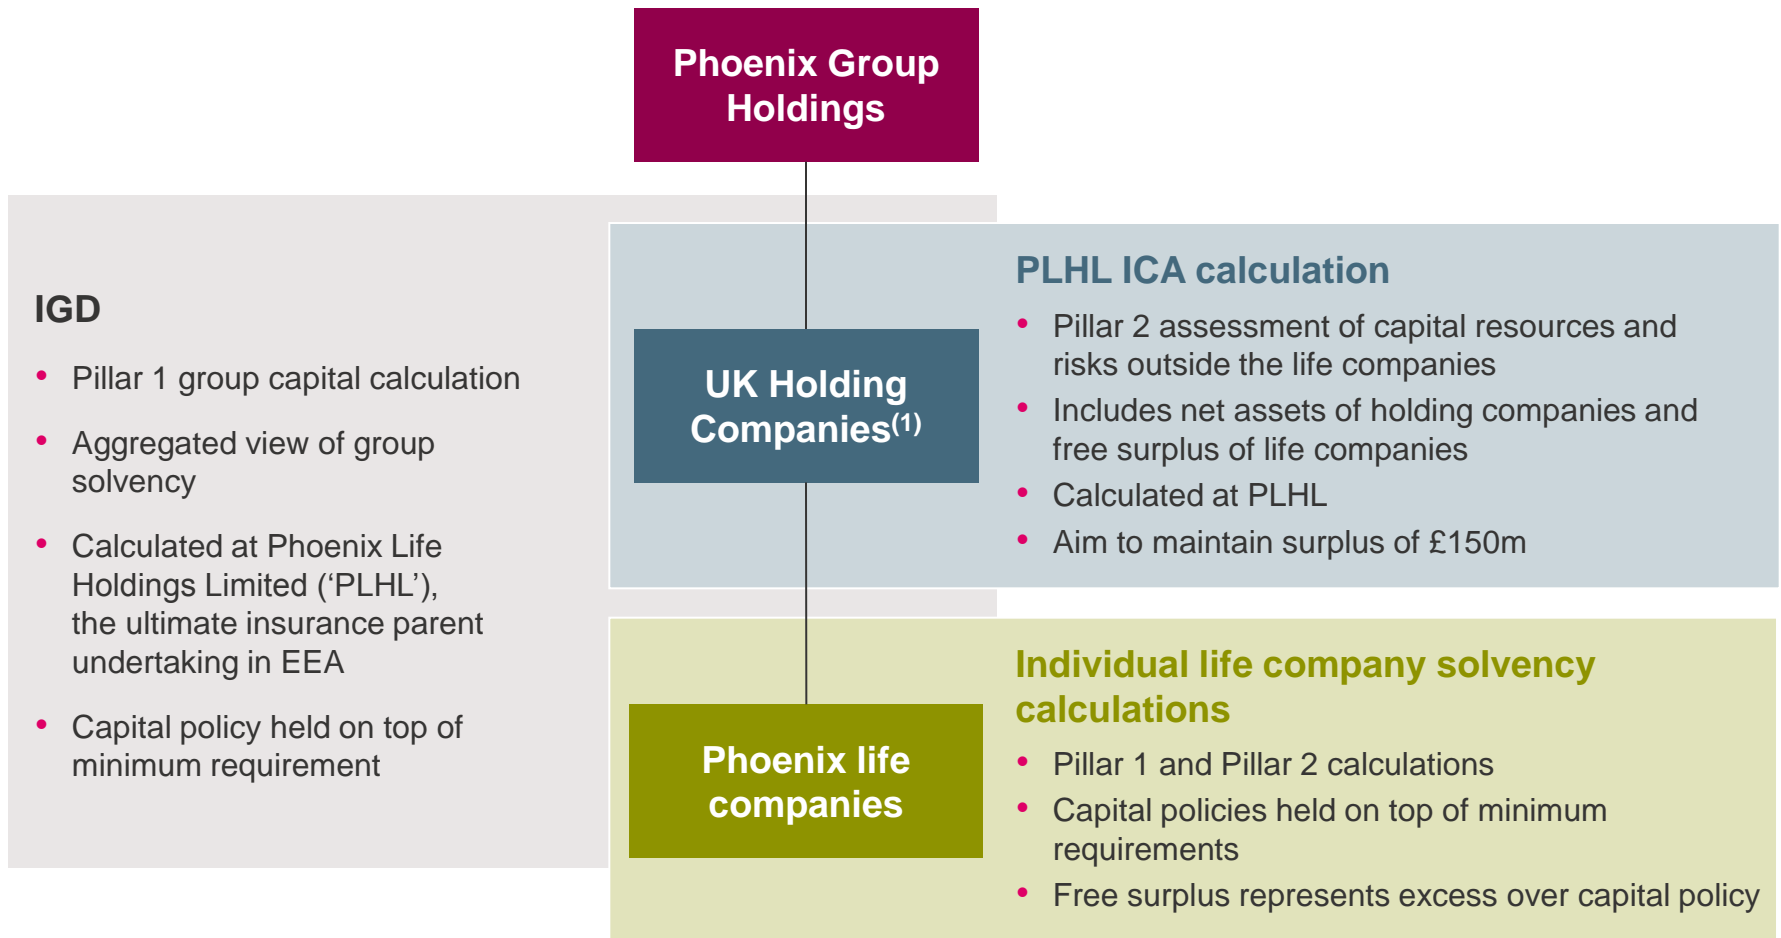 Phoenix Group
Holdings
IGD
• Pillar 1 group capital calculation
• Aggregated view of group
solvency
• Calculated at Phoenix Life
Holdings Limited (‘PLHL’),
the ultimate insurance parent
undertaking in EEA
• Capital policy held on top of
minimum requirement
UK Holding
Companies(1)
PLHL ICA calculation
• Pillar 2 assessment of capital resources and
risks outside the life companies
• Includes net assets of holding companies and
free surplus of life companies
• Calculated at PLHL
• Aim to maintain surplus of £150m
Phoenix life
companies
Individual life company solvency
calculations
• Pillar 1 and Pillar 2 calculations
• Capital policies held on top of minimum
requirements
• Free surplus represents excess over capital policy